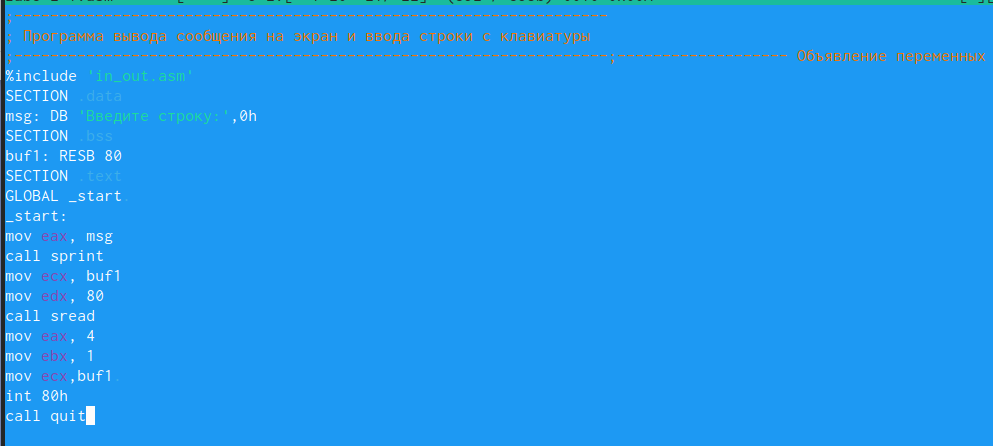 ;---------------------------------------------------------------
; Программа вывода сообщения на экран и ввода строки с клавиатуры
;---------------------------------------------------------------;------------------- Объявление переменных
%include 'in_out.asm'
SECTION .data
msg: DB 'Введите строку:',0h
SECTION .bss
buf1: RESB 80
SECTION .text
GLOBAL _start
_start:
mov eax, msg
call sprint
mov ecx, buf1
mov edx, 80
call sread
mov eax, 4
mov ebx, 1
mov ecx,buf1
int 80h
call quit